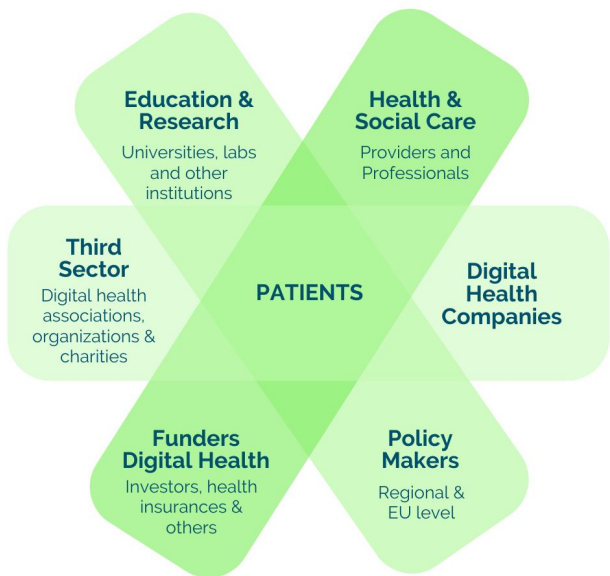 Education &
Research
Universities, labs
and other
institutions
Health &
Social Care
Providers and
Professionals
Third
Sector
Digital health
associations,
organizations &
charities
PATIENTS
Digital
Health
Companies
Funders
Digital Health
Investors, health
insurances &
others
Policy
Makers
Regional &
EU level